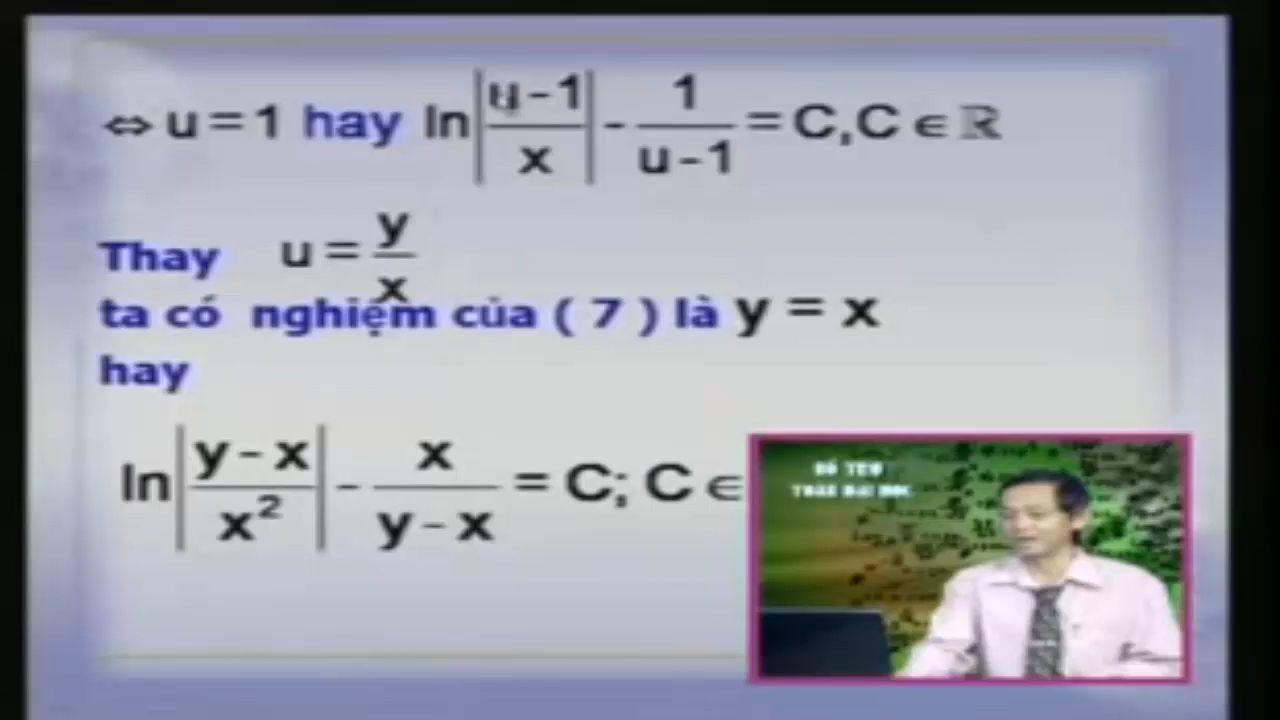 ⇔ u = 1 hay ln|(u-1)/x| - 1/(u-1) = C, C ∈ ℝ
Thay u = y/x
ta có nghiệm của ( 7 ) là y = x
hay
ln|(y-x)/x²| - x/(y-x) = C; C ∈